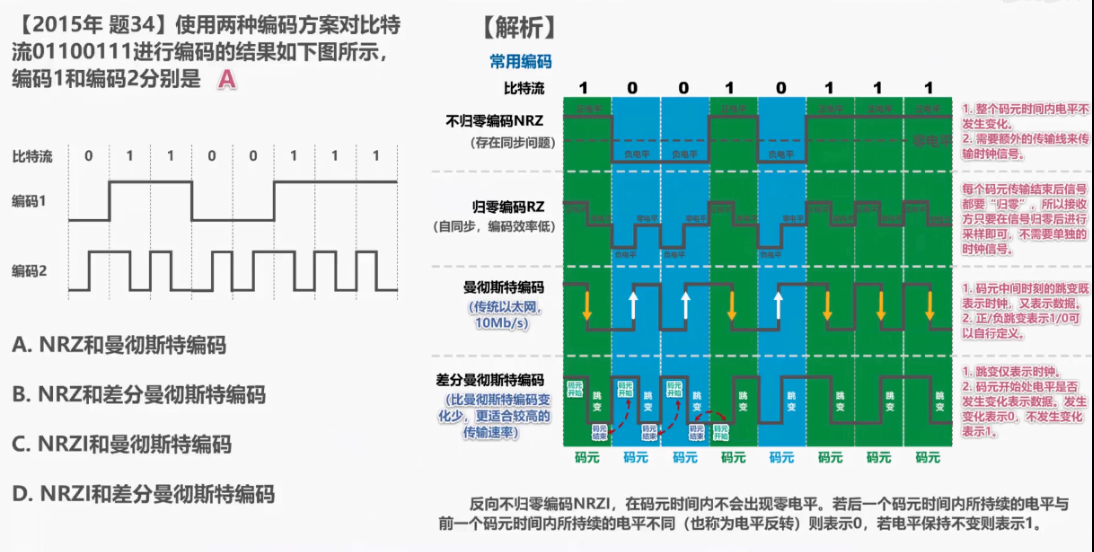 【2015年 题34】使用两种编码方案对比特
流01100111进行编码的结果如下图所示，
编码1和编码2分别是 A
比特流 0 1 1 0 0 1 1 1
编码1
编码2
A. NRZ和曼彻斯特编码
B. NRZ和差分曼彻斯特编码
C. NRZI和曼彻斯特编码
D. NRZI和差分曼彻斯特编码
【解析】
常用编码
比特流 1 0 0 1 0 1 1 1
不归零编码NRZ
（存在同步问题）
负电平 负电平 负电平
零电平
1. 整个码元时间内电平不
发生变化。
2. 需要额外的传输线来传
输时钟信号。
归零编码RZ
（自同步，编码效率低）
零电平 零电平 零电平
负电平 负电平 负电平
每个码元传输结束后信号
都要“归零”，所以接收
方只要在信号归零后进行
采样即可，不需要单独的
时钟信号。
曼彻斯特编码
（传统以太网，
10Mb/s）
1. 码元中间时刻的跳变既
表示时钟，又表示数据。
2. 正/负跳变表示1/0可
以自行定义。
差分曼彻斯特编码
（比曼彻斯特编码变
化少，更适合较高的
传输速率）
码元开始 跳变 码元开始 跳变 码元开始 跳变 跳变 跳变 跳变 跳变 跳变
码元结束 码元结束 码元结束 码元开始
1. 跳变仅表示时钟。
2. 码元开始处电平是否
发生变化表示数据。发生
变化表示0，不发生变化
表示1。
码元 码元 码元 码元 码元 码元 码元 码元
反向不归零编码NRZI，在码元时间内不会出现零电平。若后一个码元时间内所持续的电平与
前一个码元时间内所持续的电平不同（也称为电平反转）则表示0，若电平保持不变则表示1。